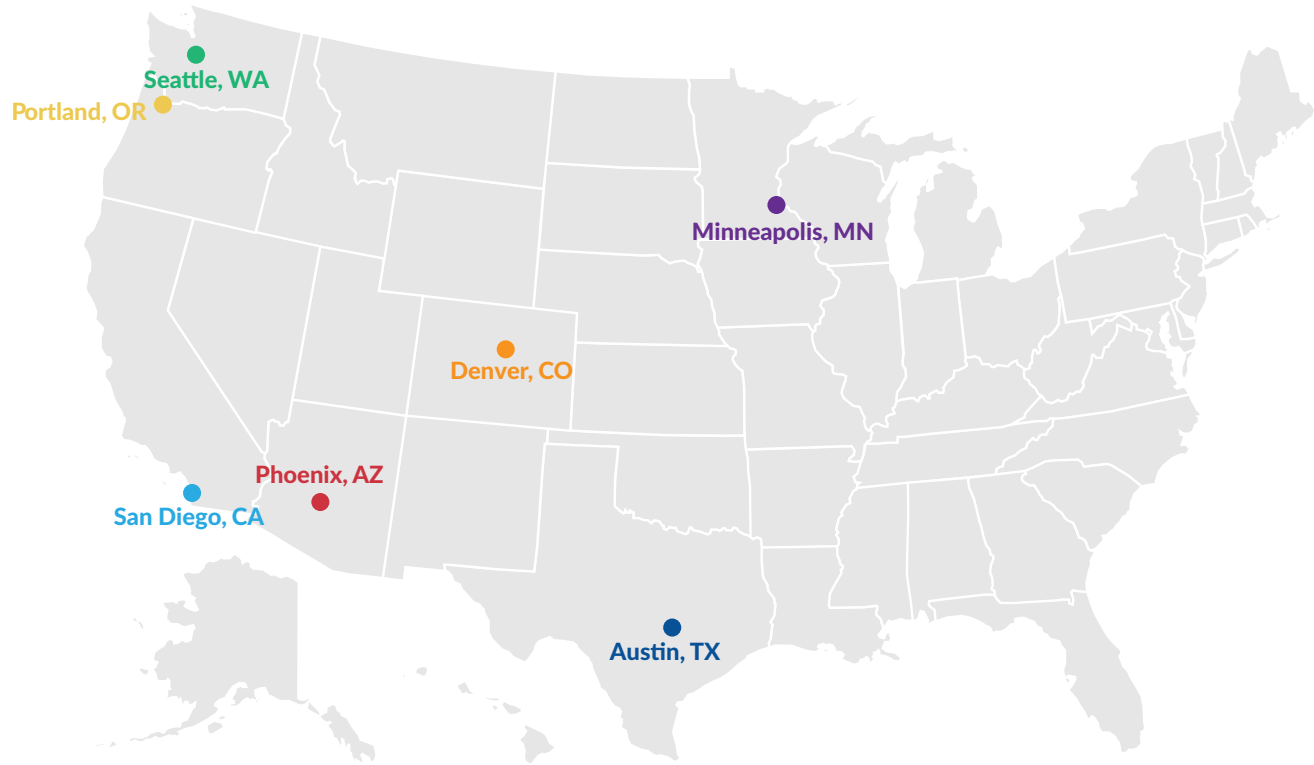 Seattle, WA
Portland, OR
Minneapolis, MN
Denver, CO
Phoenix, AZ
San Diego, CA
Austin, TX